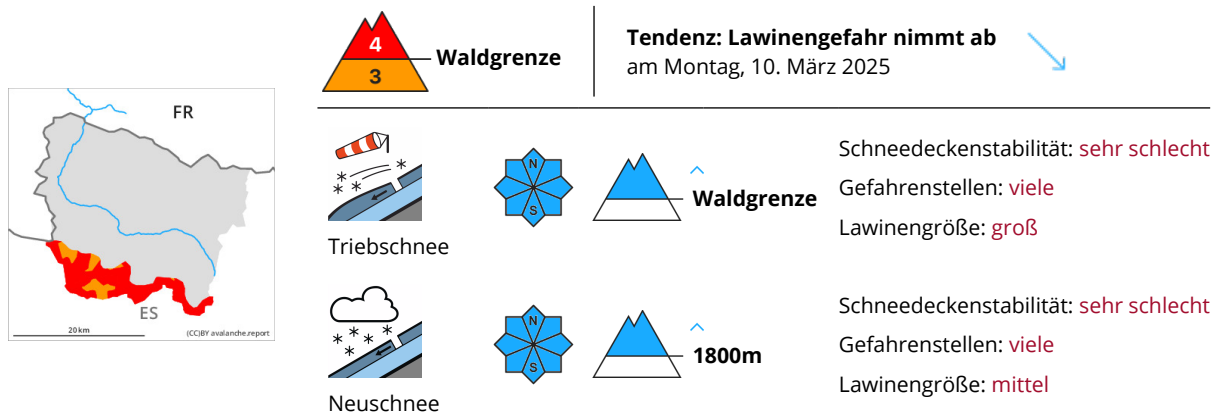 4
Waldgrenze
3
Tendenz: Lawinengefahr nimmt ab
am Montag, 10. März 2025
FR
ES
20 km
(CC)BY avalanche.report
N
S
Waldgrenze
Triebschnee
Schneedeckenstabilität: sehr schlecht
Gefahrenstellen: viele
Lawinengröße: groß
N
S
1800m
Neuschnee
Schneedeckenstabilität: sehr schlecht
Gefahrenstellen: viele
Lawinengröße: mittel